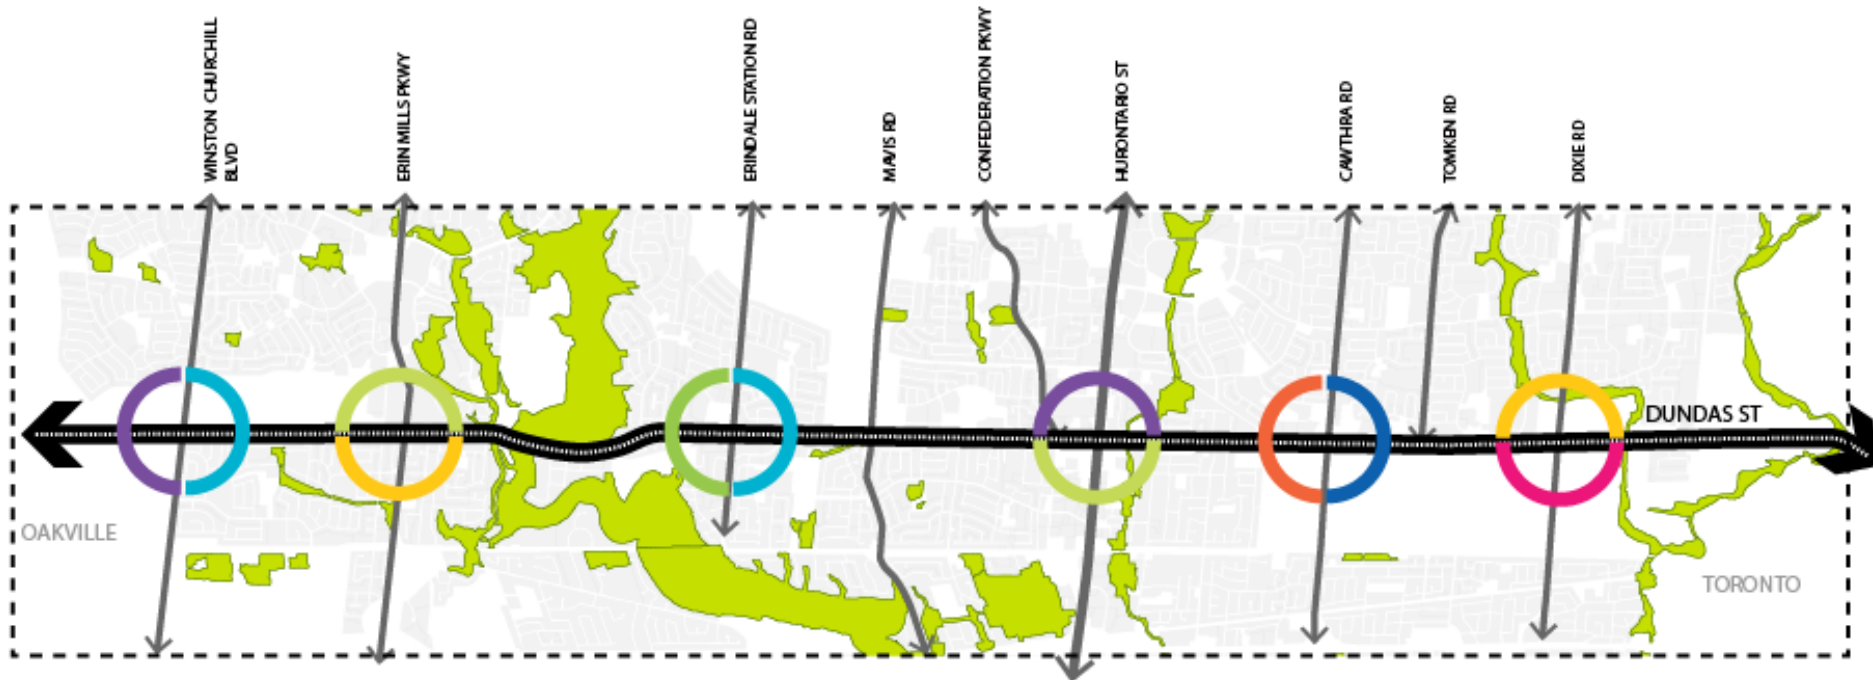 WINSTON CHURCHILL
BLVD
ERIN MILLS PKWY
ERINDALE STATION RD
MAVIS RD
CONFEDERATION PKWY
HURONTARIO ST
CAWTHRA RD
TOMKEN RD
DIXIE RD
DUNDAS ST
OAKVILLE
TORONTO